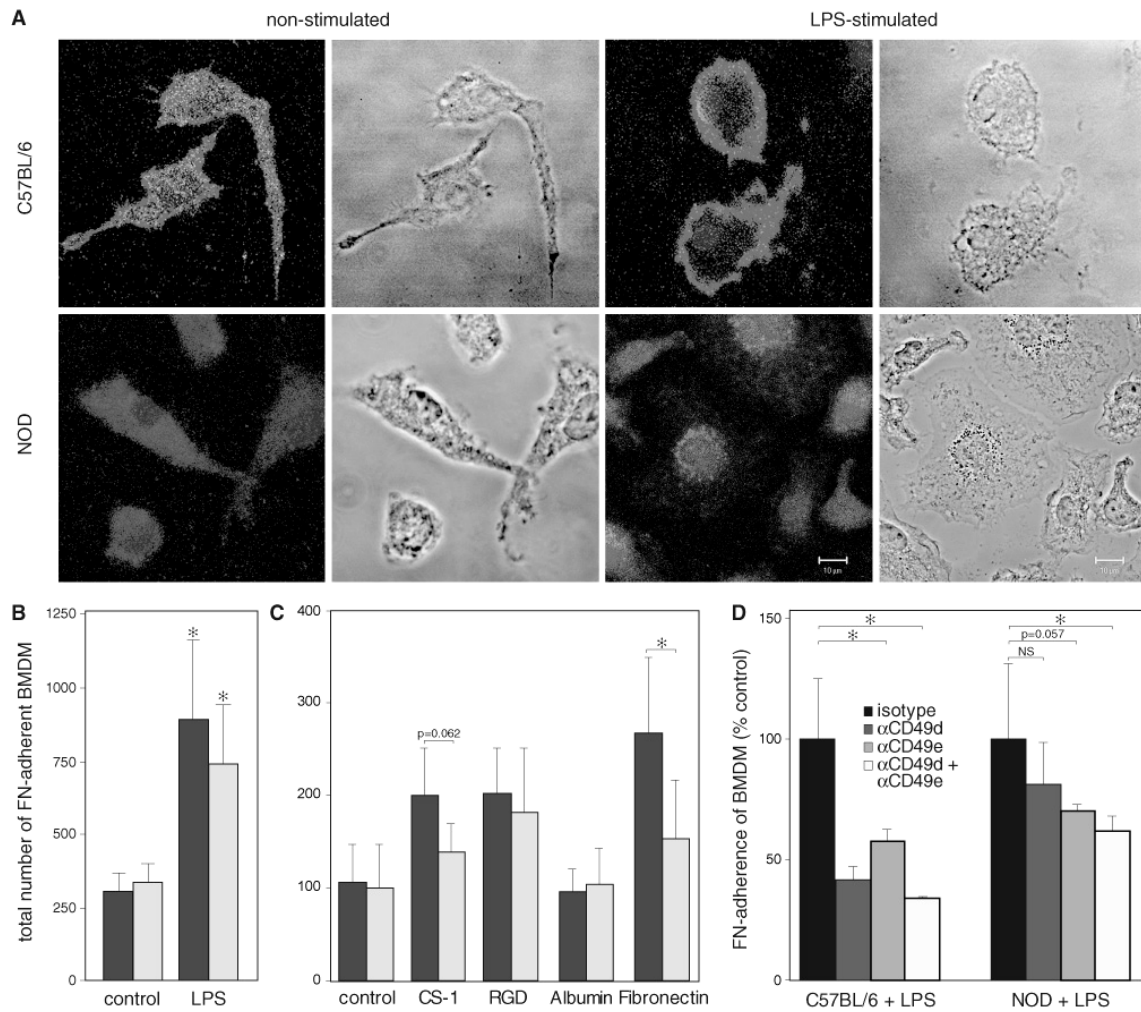 A
non-stimulated
LPS-stimulated
C57BL/6
NOD
10 µm
10 µm
B
total number of FN-adherent BMDM
1250
1000
750
500
250
0
*
*
control
LPS
C
400
300
200
100
0
p=0.062
*
control
CS-1
RGD
Albumin
Fibronectin
D
FN-adherence of BMDM (% control)
150
100
50
0
*
*
*
p=0.057
NS
isotype
αCD49d
αCD49e
αCD49d +
αCD49e
C57BL/6 + LPS
NOD + LPS